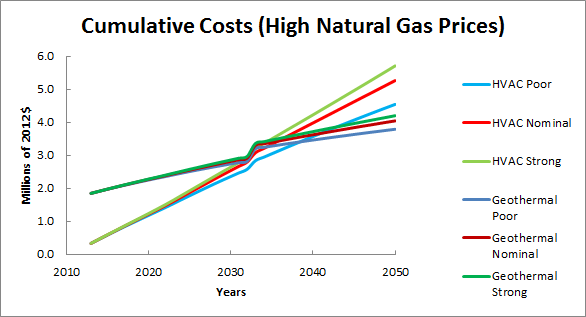 Cumulative Costs (High Natural Gas Prices)
6.0
5.0
4.0
3.0
2.0
1.0
0.0
Millions of 2012$
2010 2020 2030 2040 2050
Years
HVAC Poor
HVAC Nominal
HVAC Strong
Geothermal
Poor
Geothermal
Nominal
Geothermal
Strong